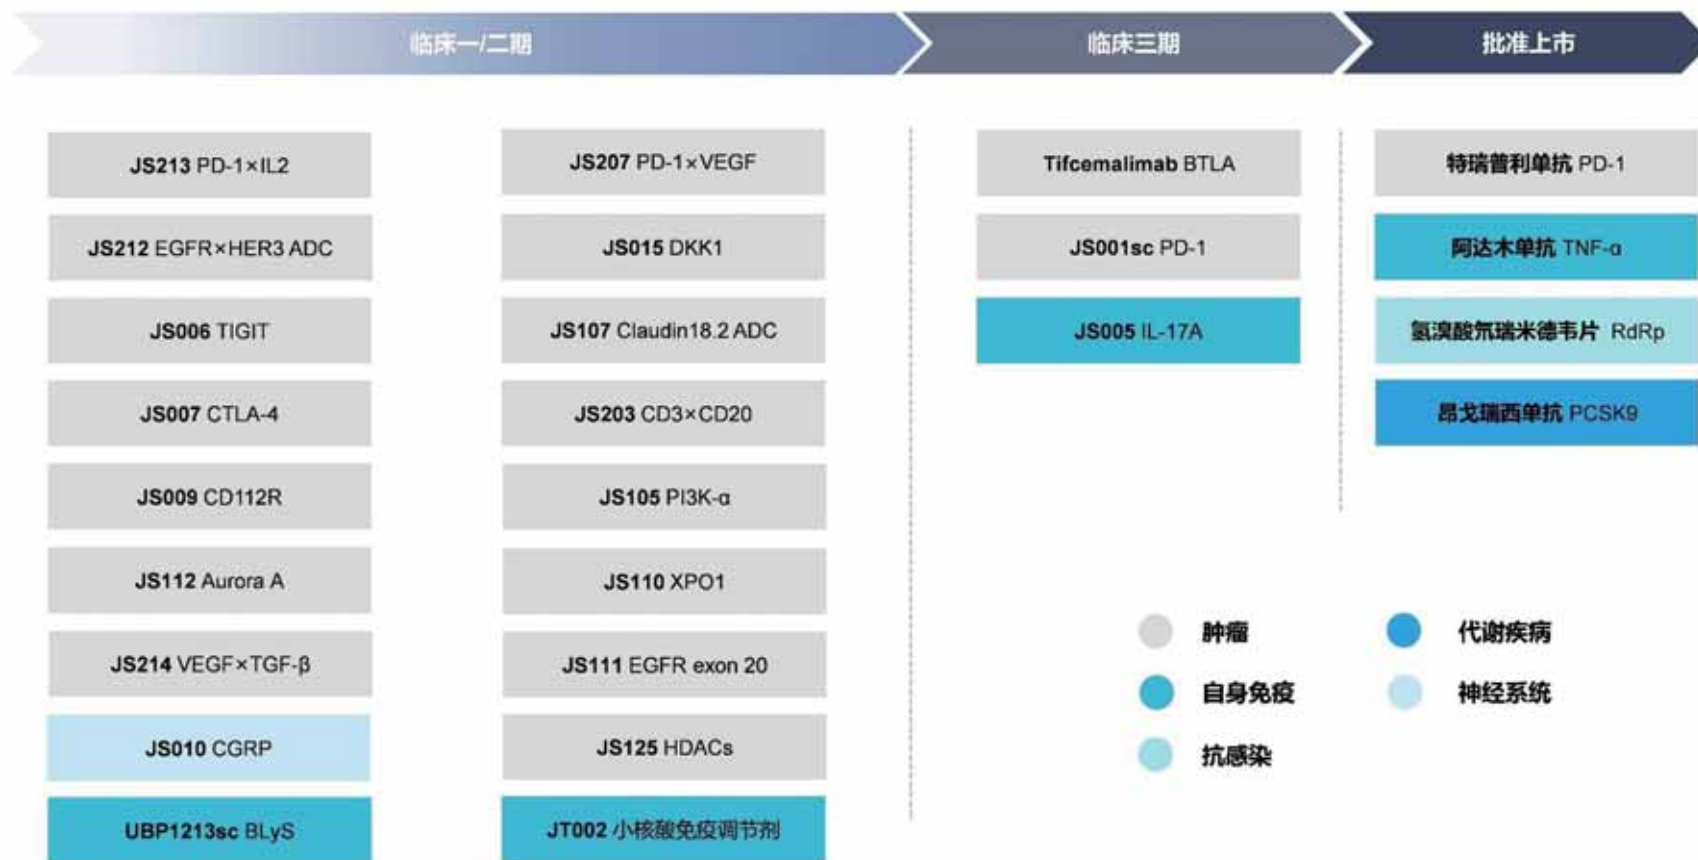 临床一/二期
临床三期
批准上市
JS213 PD-1×IL2
JS212 EGFR×HER3 ADC
JS006 TIGIT
JS007 CTLA-4
JS009 CD112R
JS112 Aurora A
JS214 VEGF×TGF-β
JS010 CGRP
UBP1213sc BLyS
JS207 PD-1×VEGF
JS015 DKK1
JS107 Claudin18.2 ADC
JS203 CD3×CD20
JS105 PI3K-α
JS110 XPO1
JS111 EGFR exon 20
JS125 HDACs
JT002 小核酸免疫调节剂
Tifcemalimab BTLA
JS001sc PD-1
JS005 IL-17A
特瑞普利单抗 PD-1
阿达木单抗 TNF-α
氢溴酸氘瑞米德韦片 RdRp
昂戈瑞西单抗 PCSK9
肿瘤
自身免疫
抗感染
代谢疾病
神经系统